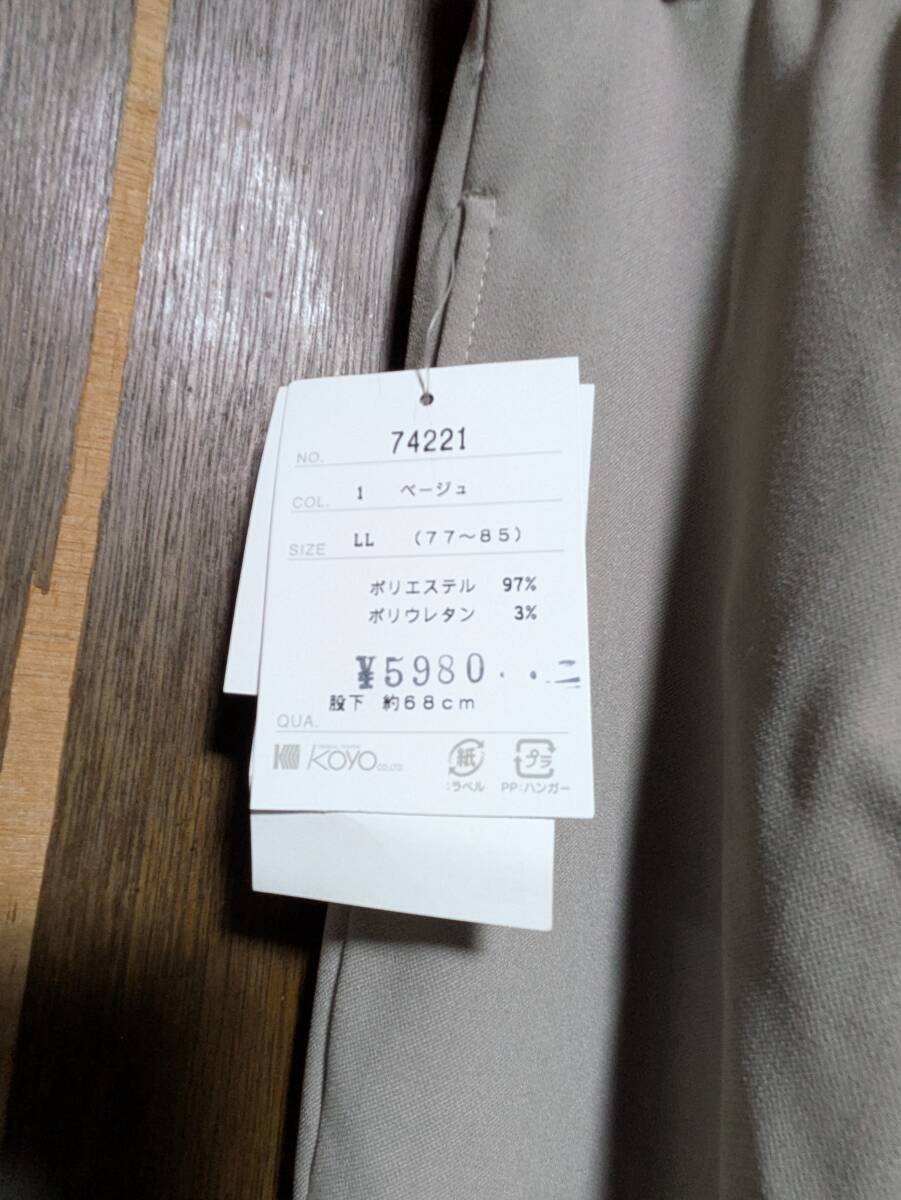 NO. 74221
COL. 1 ベージュ
SIZE LL (77～85)
ポリエステル 97%
ポリウレタン 3%
¥5980
股下 約68cm
QUA.
KOYO CO.,LTD.
紙 プラ
:ラベル PP:ハンガー